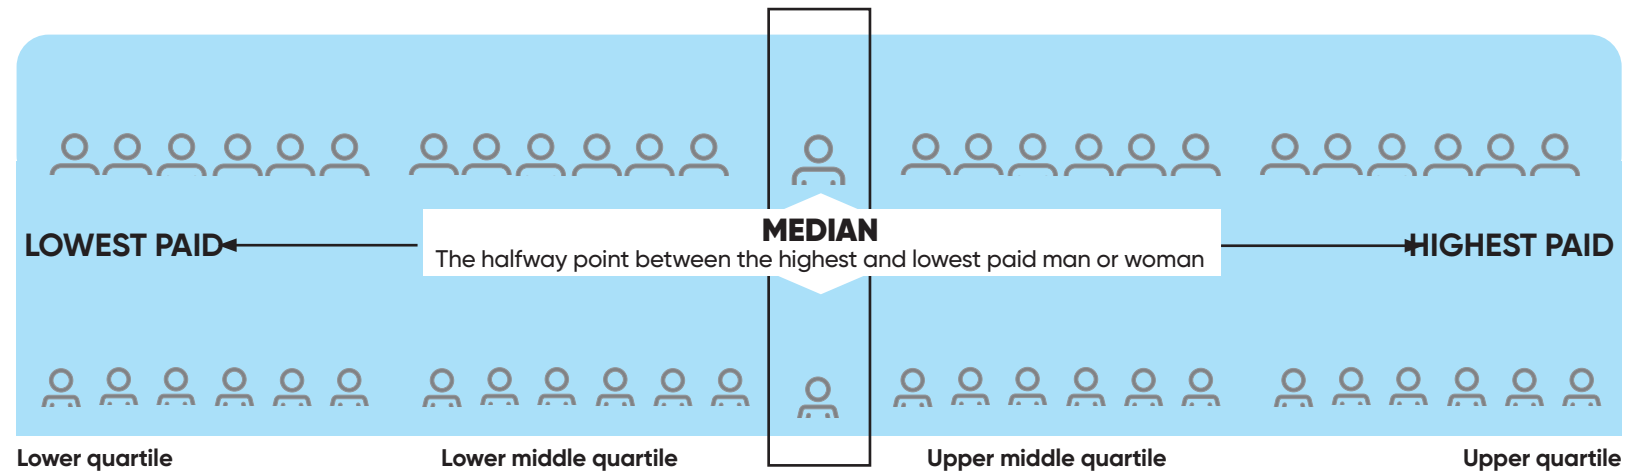 MEDIAN
LOWEST PAID
HIGHEST PAID
The halfway point between the highest and lowest paid man or woman
Lower quartile
Lower middle quartile
Upper middle quartile
Upper quartile